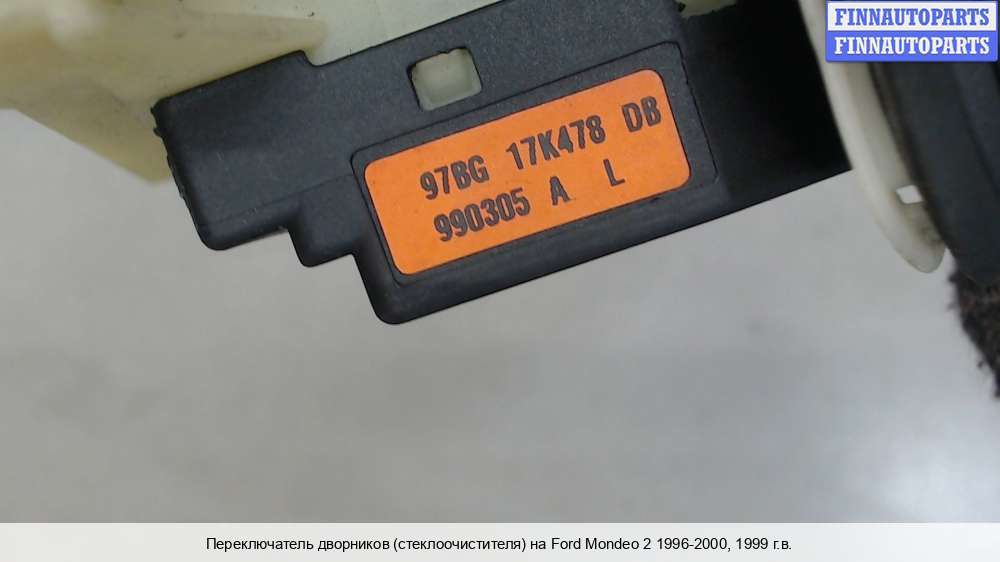 FINNAUTOPARTS
FINNAUTOPARTS
97BG 17K478 DB
990305 A L
Переключатель дворников (стеклоочистителя) на Ford Mondeo 2 1996-2000, 1999 г.в.